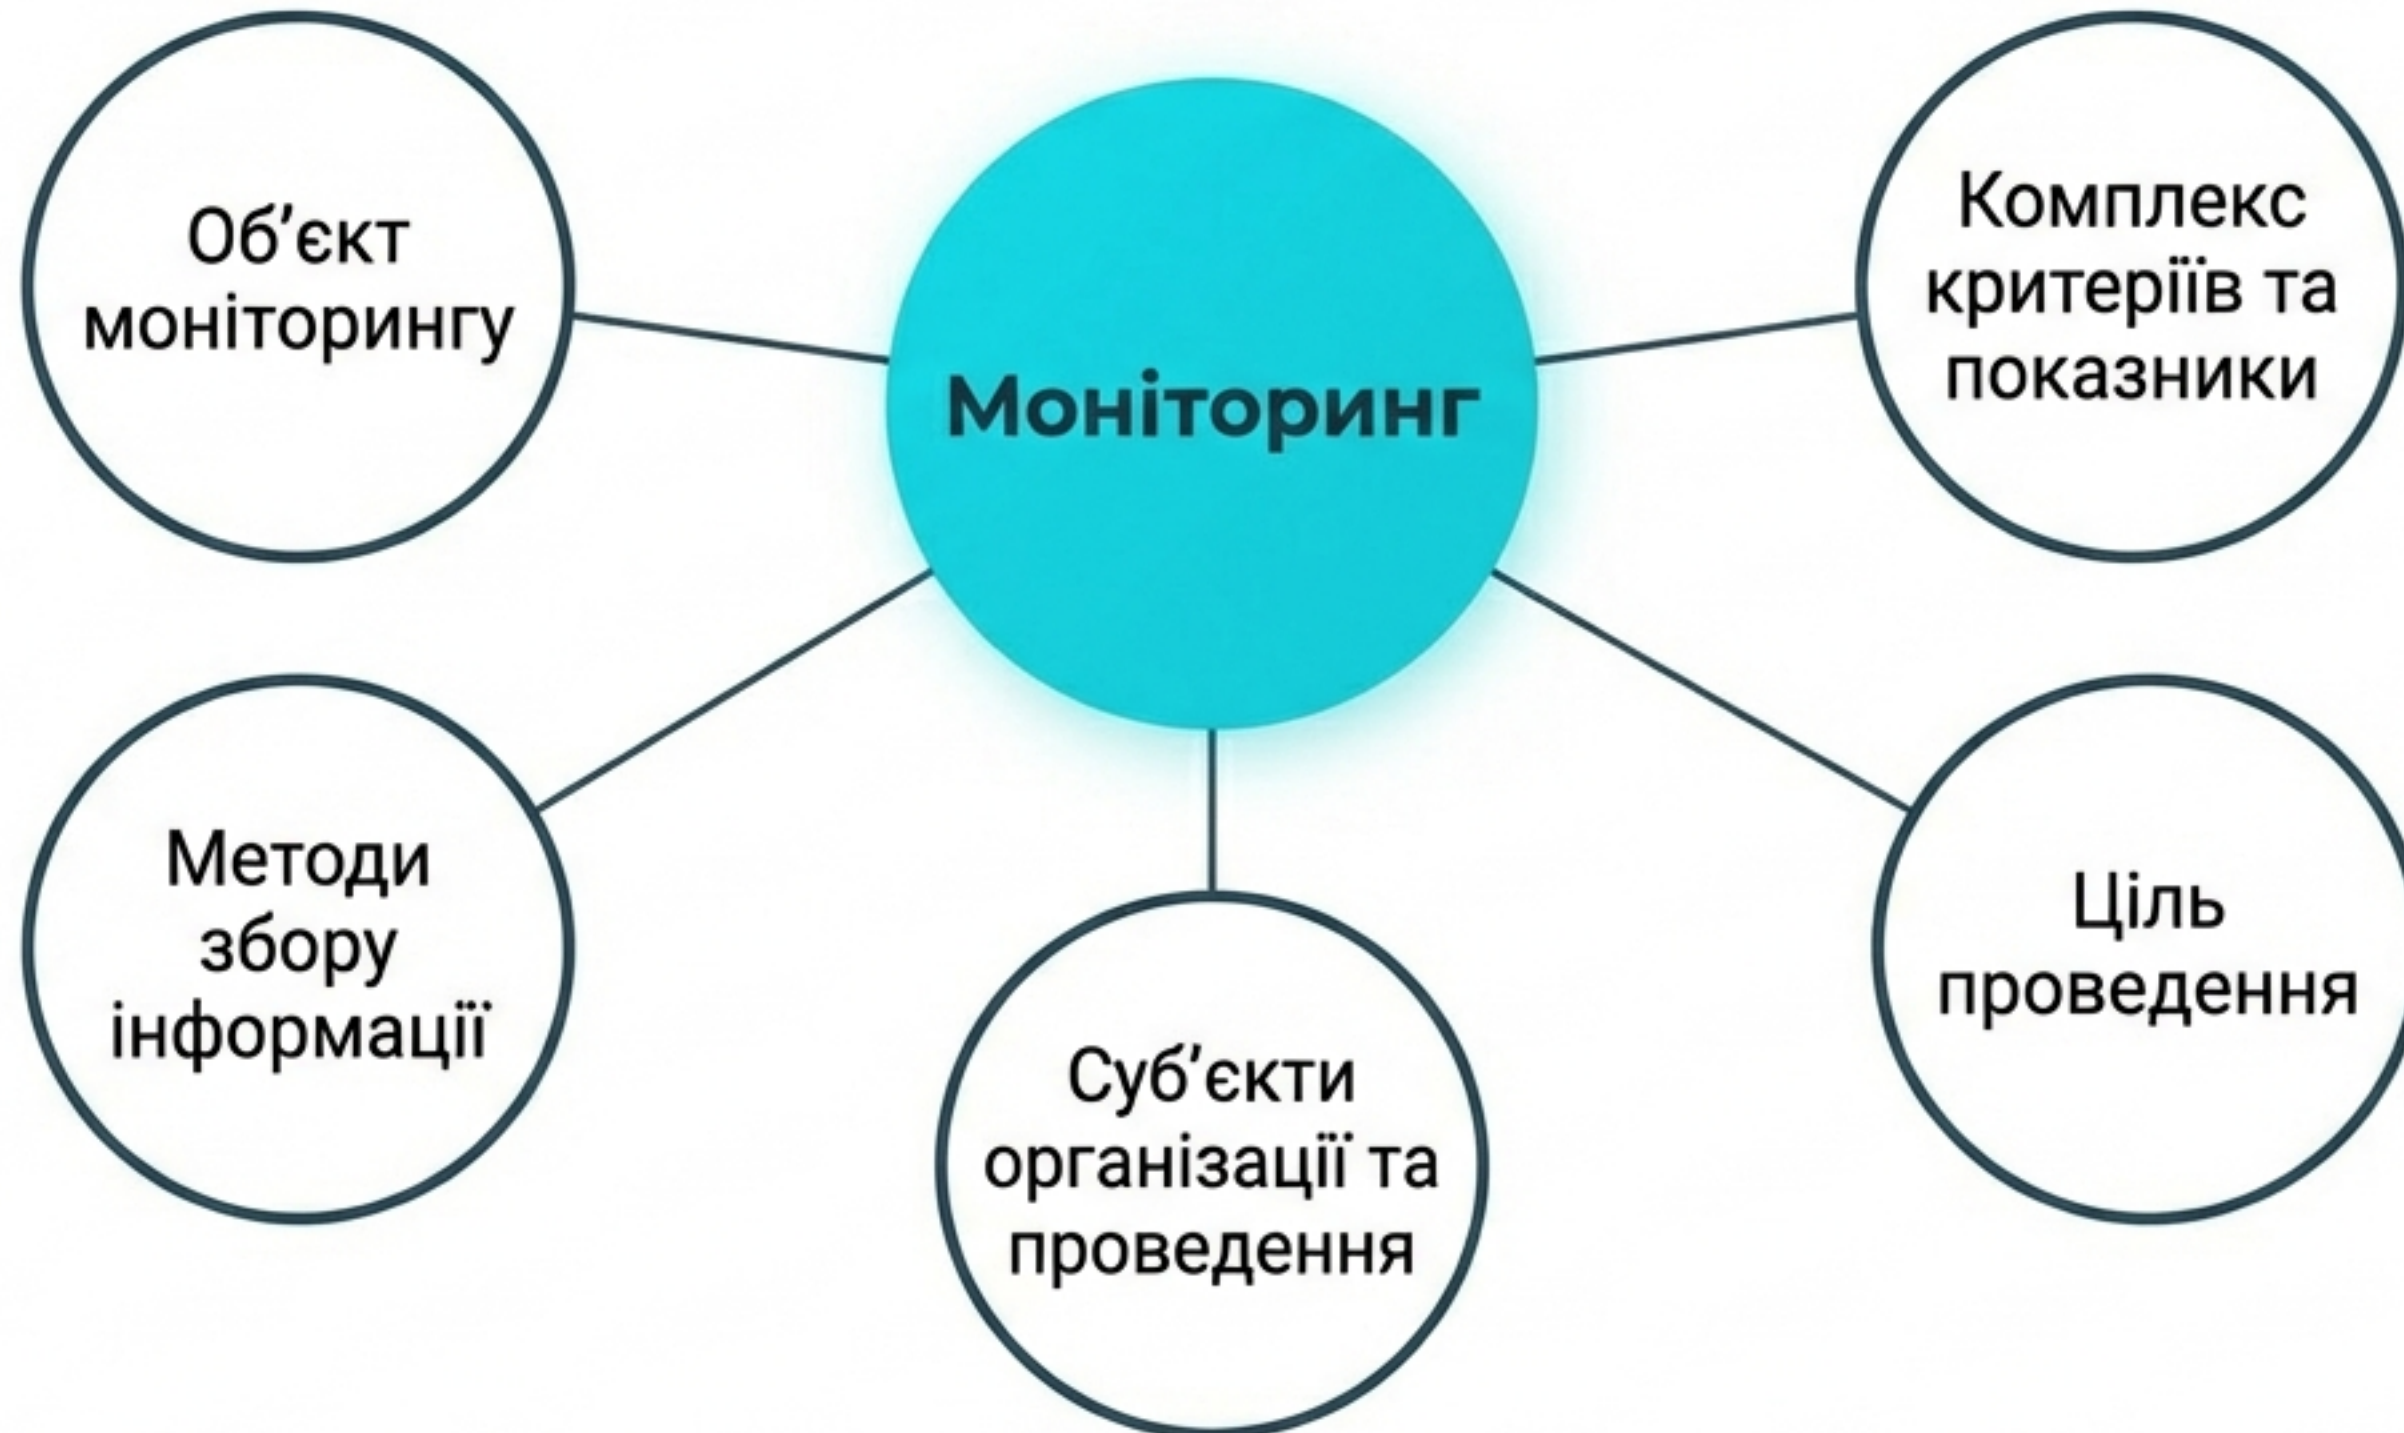 Об’єкт
моніторингу
Моніторинг
Комплекс
критеріїв та
показники
Методи
збору
інформації
Суб’єкти
організації та
проведення
Ціль
проведення